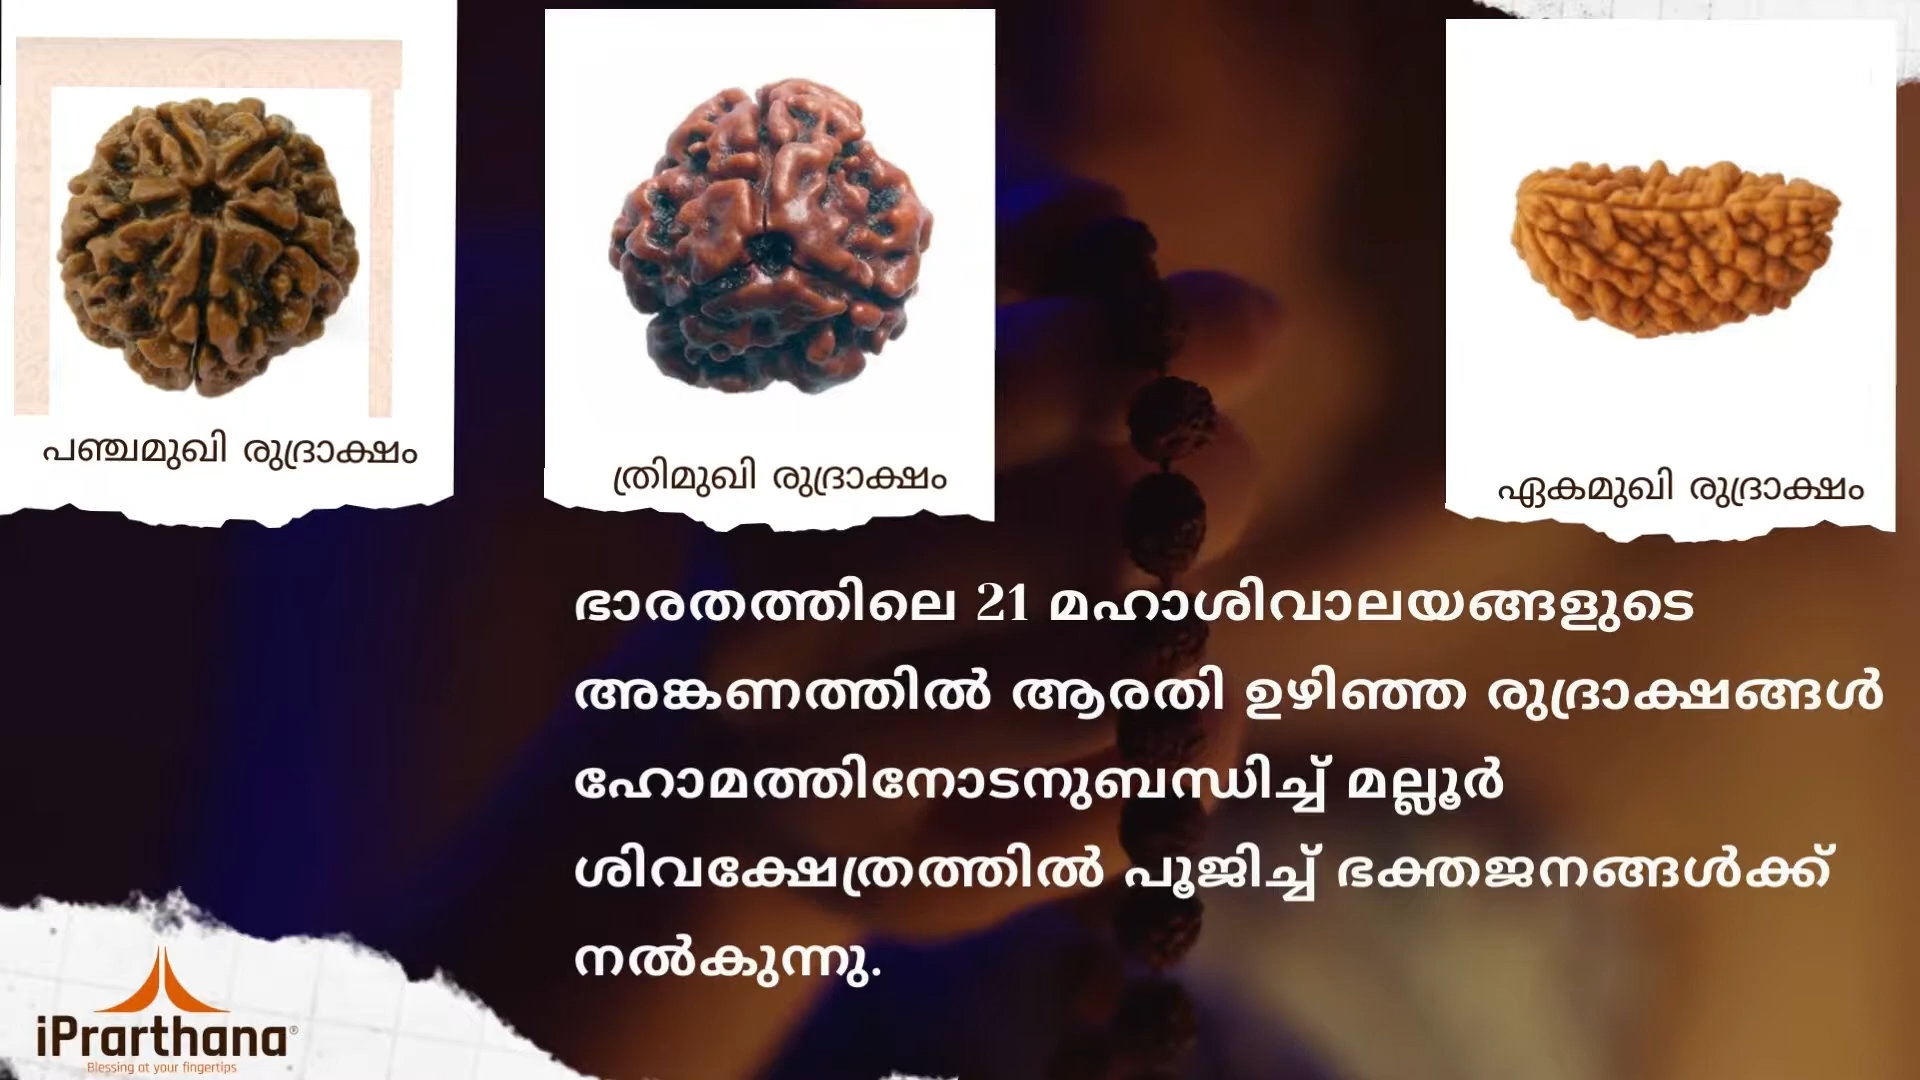 പഞ്ചമുഖി രുദ്രാക്ഷം
ത്രിമുഖി രുദ്രാക്ഷം
ഏകമുഖി രുദ്രാക്ഷം
ഭാരതത്തിലെ 21 മഹാശിവാലയങ്ങളുടെ
അങ്കണത്തിൽ ആരതി ഉഴിഞ്ഞ രുദ്രാക്ഷങ്ങൾ
ഹോമത്തിനോടനുബന്ധിച്ച് മല്ലൂർ
ശിവക്ഷേത്രത്തിൽ പൂജിച്ച് ഭക്തജനങ്ങൾക്ക്
നൽകുന്നു.
iPrarthana®
Blessing at your fingertips